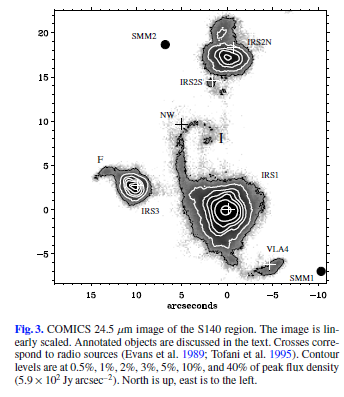 20
SMM2
IRS2N
15
IRS2S
NW
10
I
F
5
IRS1
0
IRS3
VLA4
−5
SMM1
15 10 5 0 −5 −10
arcseconds
Fig. 3. COMICS 24.5 μm image of the S140 region. The image is lin-
early scaled. Annotated objects are discussed in the text. Crosses corre-
spond to radio sources (Evans et al. 1989; Tofani et al. 1995). Contour
levels are at 0.5%, 1%, 2%, 3%, 5%, 10%, and 40% of peak flux density
(5.9 × 10² Jy arcsec⁻²). North is up, east is to the left.